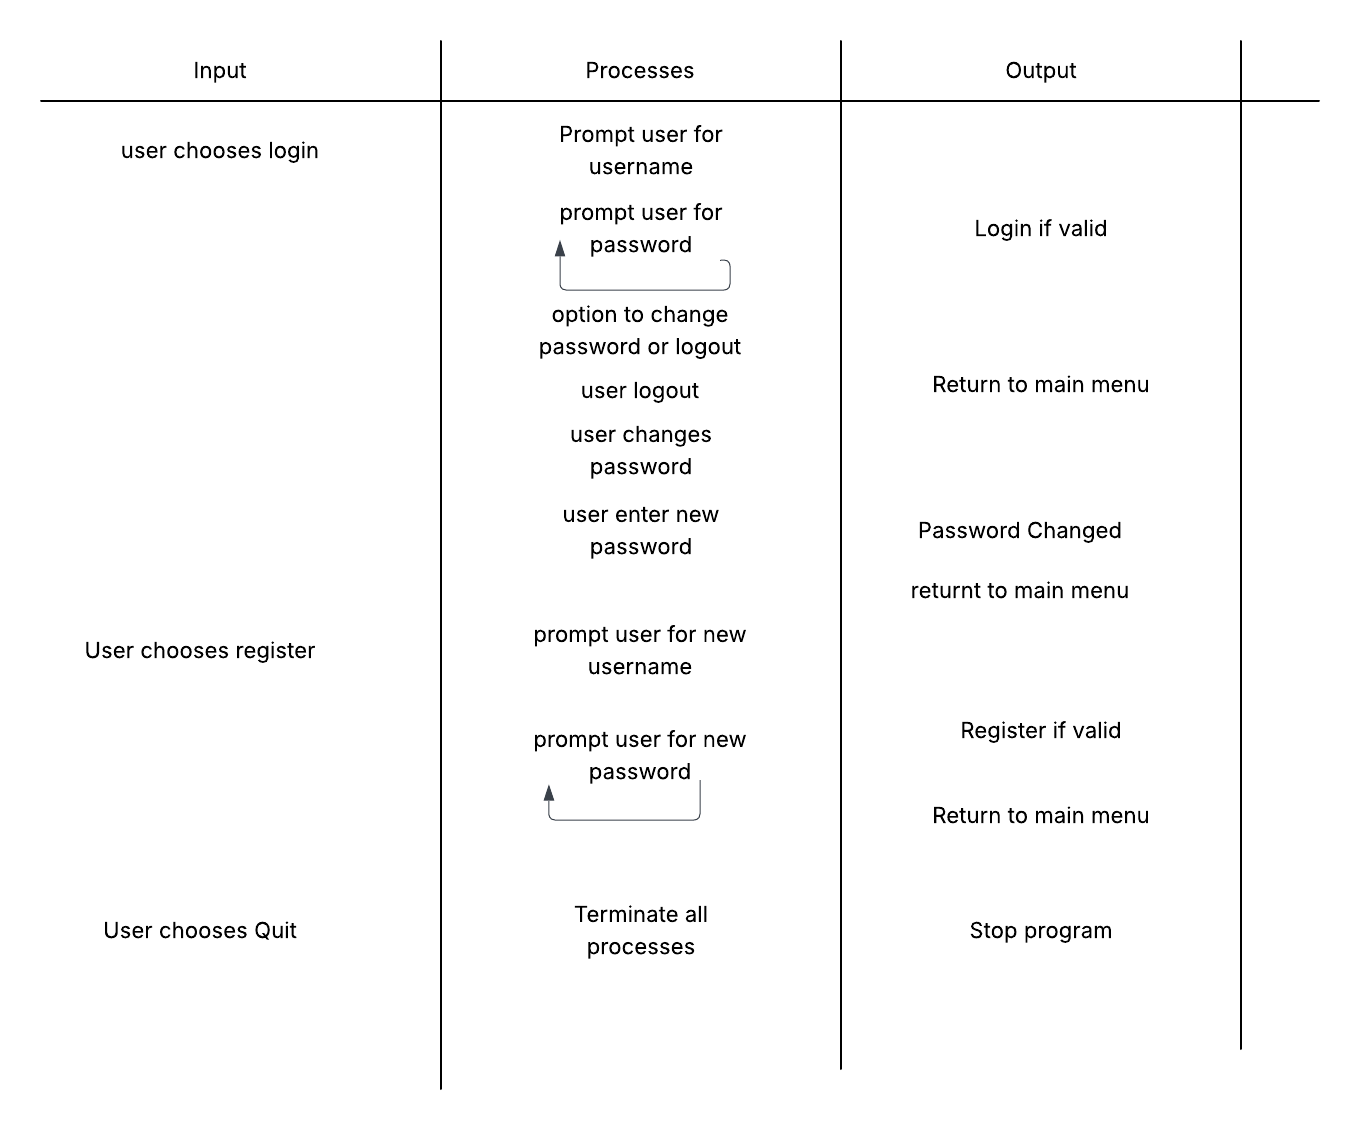 Input
Processes
Output
user chooses login
Prompt user for
username
prompt user for
password
Login if valid
option to change
password or logout
user logout
Return to main menu
user changes
password
user enter new
password
Password Changed
returnt to main menu
User chooses register
prompt user for new
username
prompt user for new
password
Register if valid
Return to main menu
User chooses Quit
Terminate all
processes
Stop program